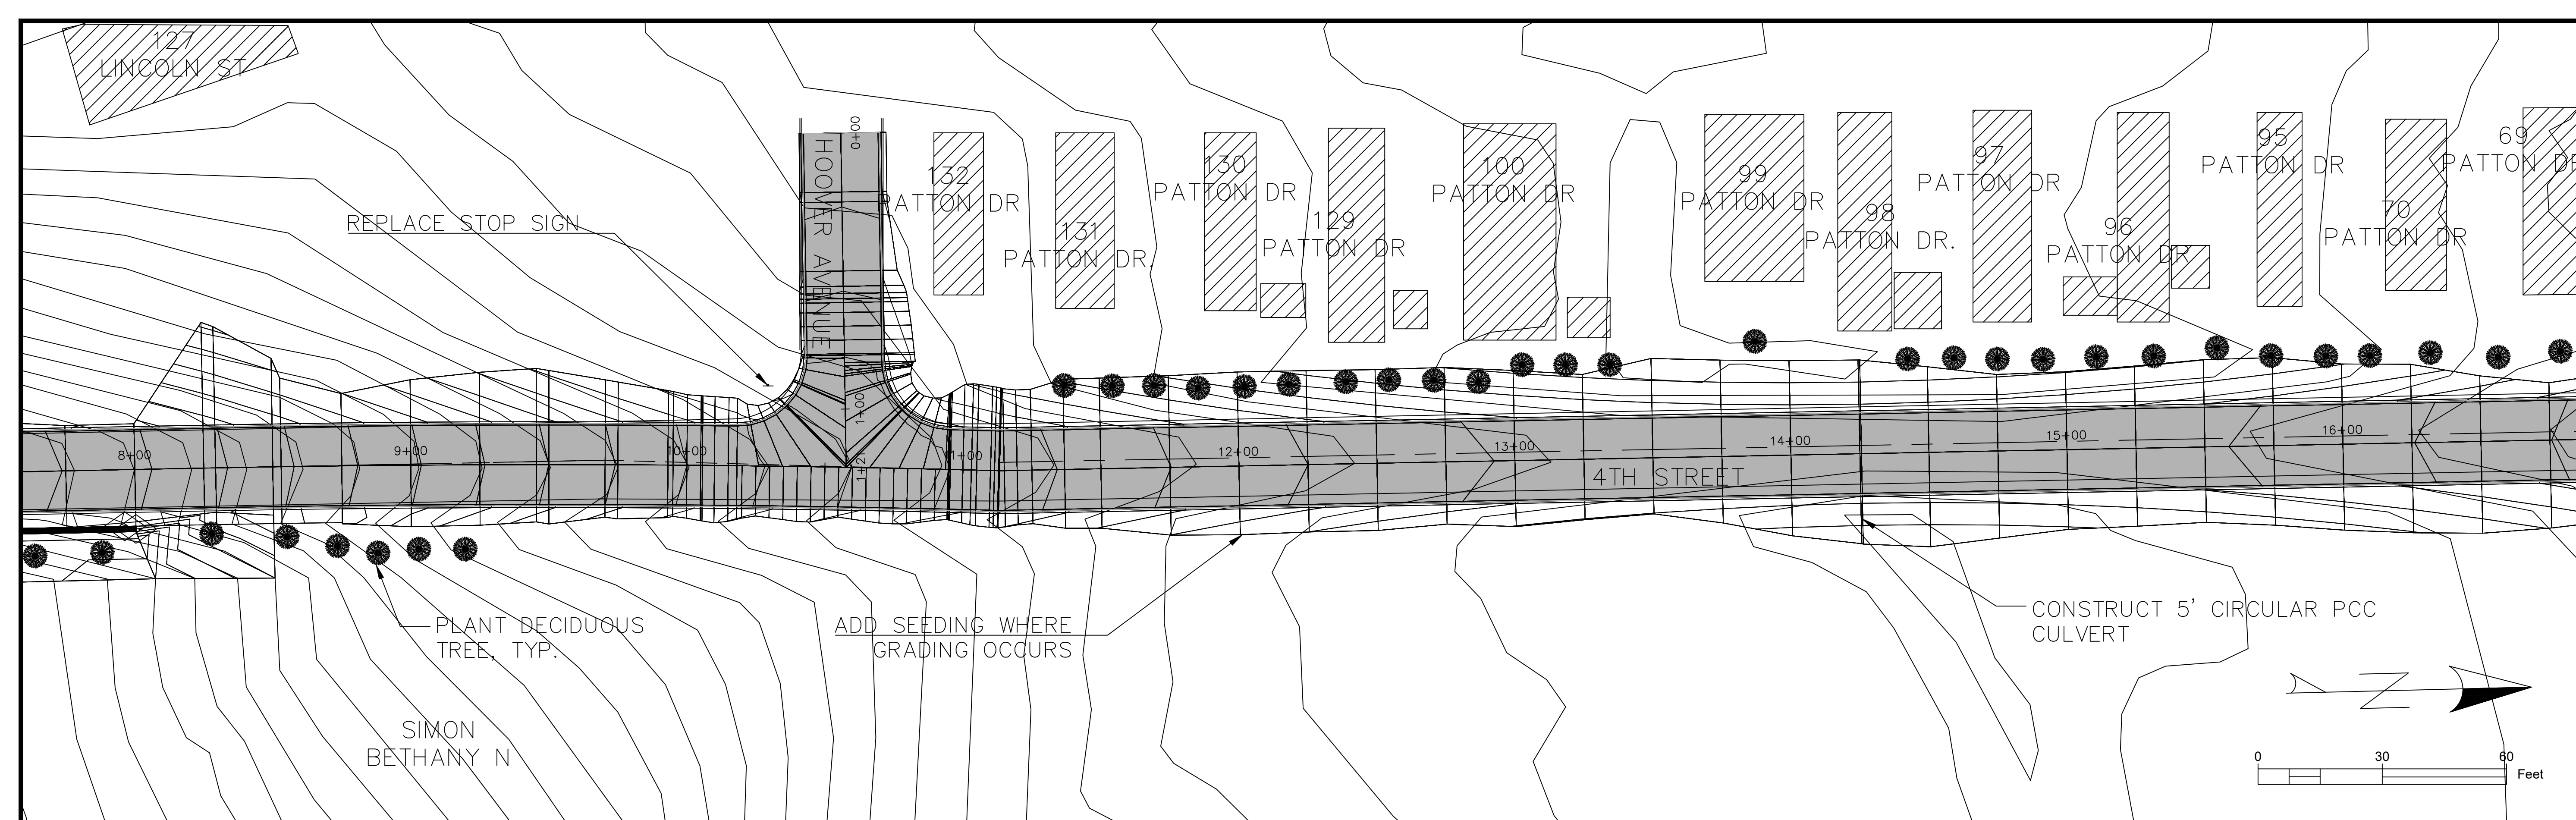 127
LINCOLN ST
REPLACE STOP SIGN
HOOVER AVENUE
0+00
1+00
1+21
132
PATTON DR
131
PATTON DR.
130
PATTON DR
129
PATTON DR
100
PATTON DR
99
PATTON DR
98
PATTON DR.
97
PATTON DR
96
PATTON DR
95
PATTON DR
70
PATTON DR
69
PATTON DR
8+00
9+00
10+00
11+00
12+00
13+00
14+00
15+00
16+00
4TH STREET
PLANT DECIDUOUS
TREE, TYP.
ADD SEEDING WHERE
GRADING OCCURS
CONSTRUCT 5' CIRCULAR PCC
CULVERT
SIMON
BETHANY N
Z
0 30 60
Feet